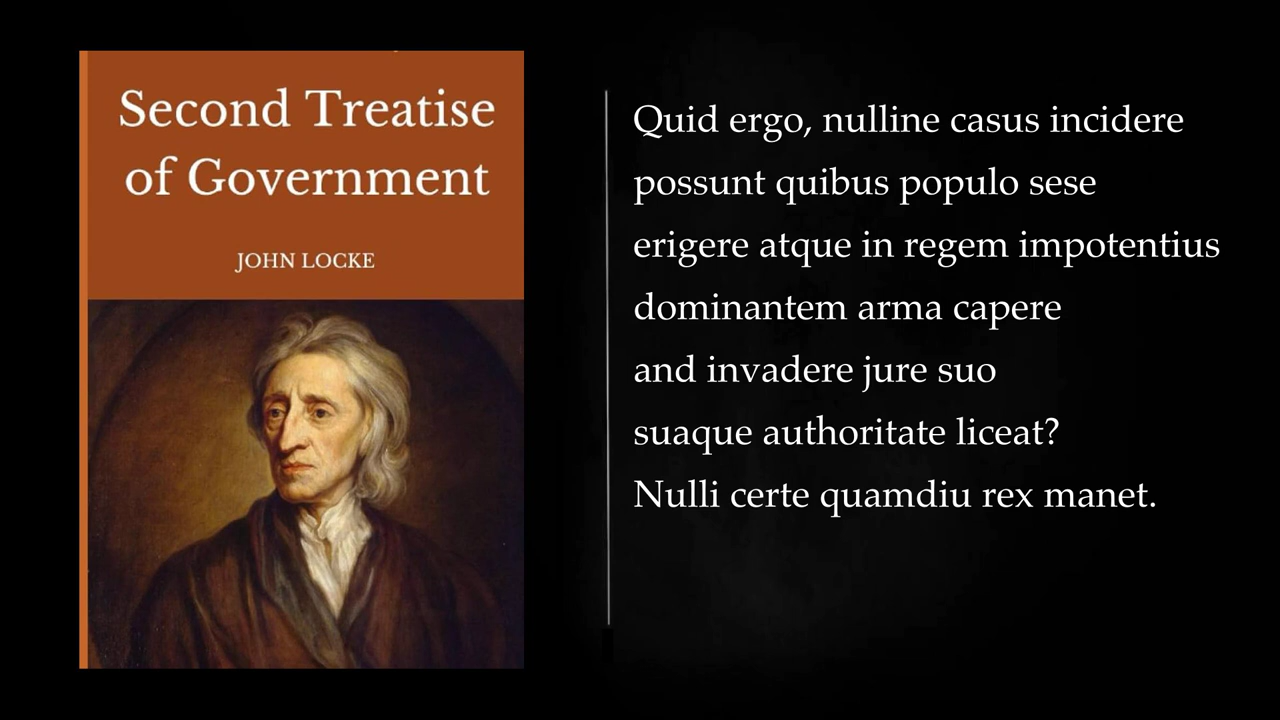 Second Treatise
of Government
JOHN LOCKE
Quid ergo, nulline casus incidere
possunt quibus populo sese
erigere atque in regem impotentius
dominantem arma capere
and invadere jure suo
suaque authoritate liceat?
Nulli certe quamdiu rex manet.